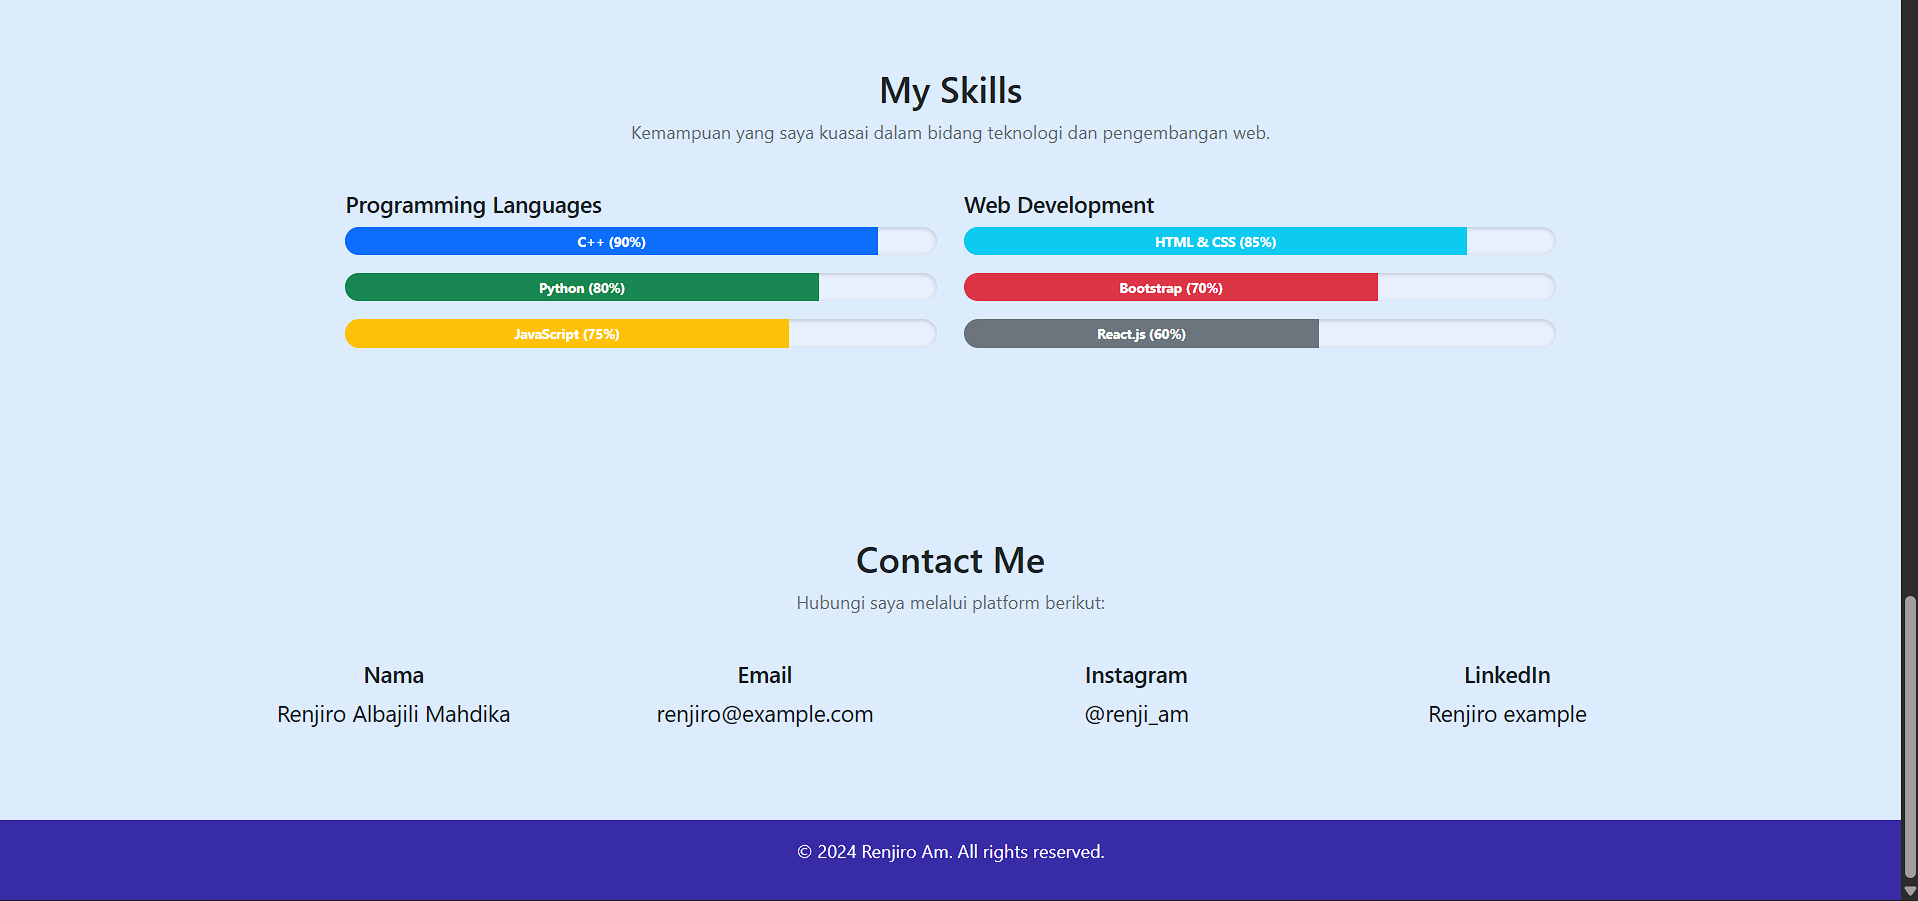 My Skills
Kemampuan yang saya kuasai dalam bidang teknologi dan pengembangan web.
Programming Languages
C++ (90%)
Python (80%)
JavaScript (75%)
Web Development
HTML & CSS (85%)
Bootstrap (70%)
React.js (60%)
Contact Me
Hubungi saya melalui platform berikut:
Nama
Renjiro Albajili Mahdika
Email
renjiro@example.com
Instagram
@renji_am
LinkedIn
Renjiro example
© 2024 Renjiro Am. All rights reserved.